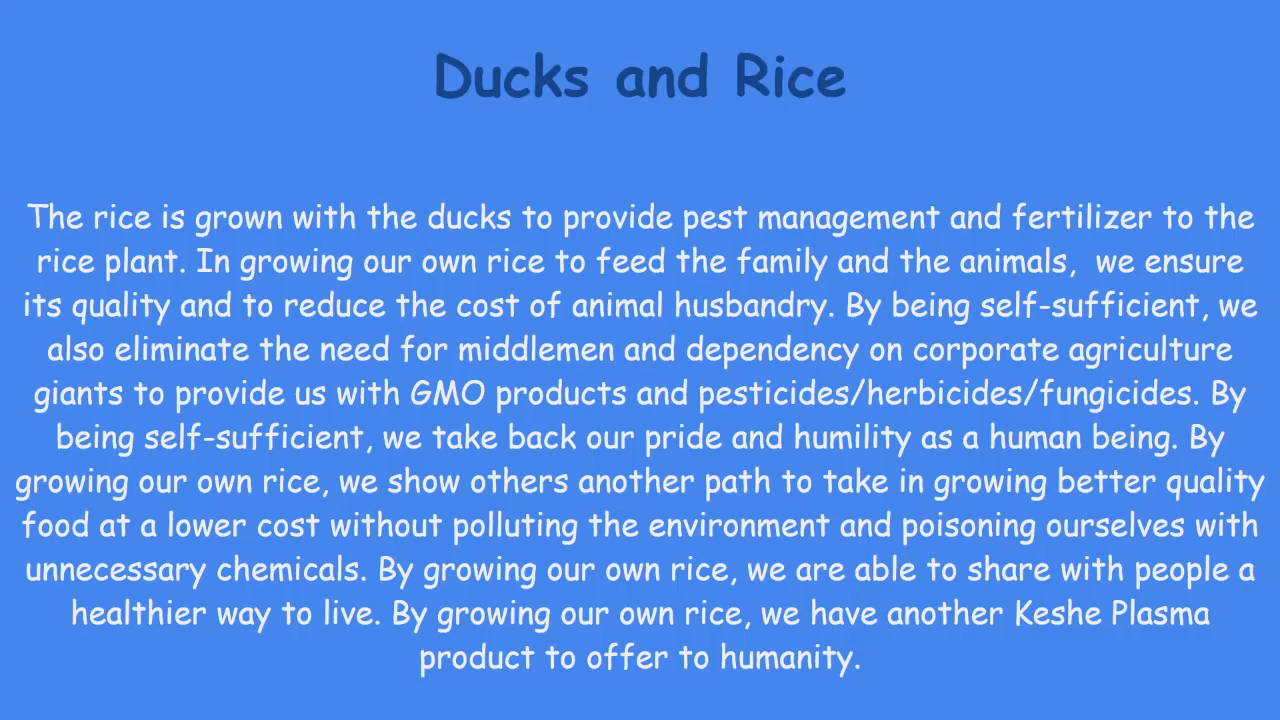 Ducks and Rice
The rice is grown with the ducks to provide pest management and fertilizer to the
rice plant. In growing our own rice to feed the family and the animals,  we ensure
its quality and to reduce the cost of animal husbandry. By being self-sufficient, we
also eliminate the need for middlemen and dependency on corporate agriculture
giants to provide us with GMO products and pesticides/herbicides/fungicides. By
being self-sufficient, we take back our pride and humility as a human being. By
growing our own rice, we show others another path to take in growing better quality
food at a lower cost without polluting the environment and poisoning ourselves with
unnecessary chemicals. By growing our own rice, we are able to share with people a
healthier way to live. By growing our own rice, we have another Keshe Plasma
product to offer to humanity.